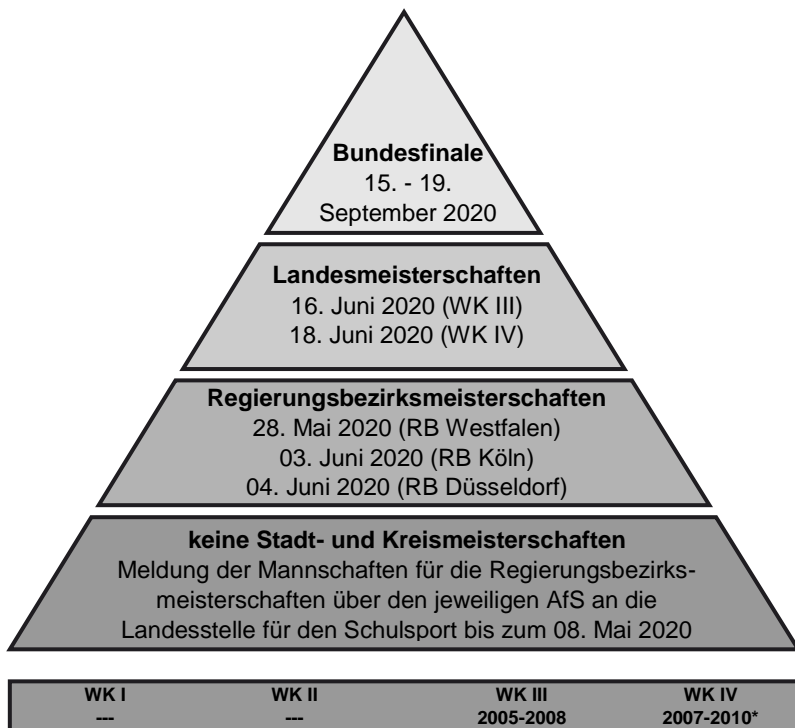 Bundesfinale
15. - 19.
September 2020
Landesmeisterschaften
16. Juni 2020 (WK III)
18. Juni 2020 (WK IV)
Regierungsbezirksmeisterschaften
28. Mai 2020 (RB Westfalen)
03. Juni 2020 (RB Köln)
04. Juni 2020 (RB Düsseldorf)
keine Stadt- und Kreismeisterschaften
Meldung der Mannschaften für die Regierungsbezirks-
meisterschaften über den jeweiligen AfS an die
Landesstelle für den Schulsport bis zum 08. Mai 2020
WK I WK II WK III WK IV
--- --- 2005-2008 2007-2010*